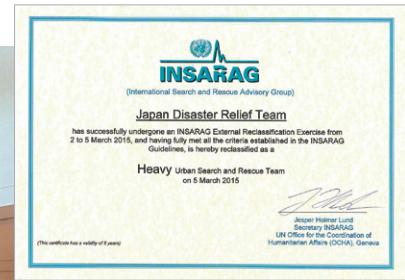 INSARAG
(International Search and Rescue Advisory Group)
Japan Disaster Relief Team
has successfully undergone an INSARAG External Reclassification Exercise from
2 to 5 March 2015, and having fully met all the criteria established in the INSARAG
Guidelines, is hereby reclassified as a
Heavy Urban Search and Rescue Team
on 5 March 2015
Jesper Holmer Lund
Secretary INSARAG
UN Office for the Coordination of
Humanitarian Affairs (OCHA), Geneva
(This certificate has a validity of 5 years)